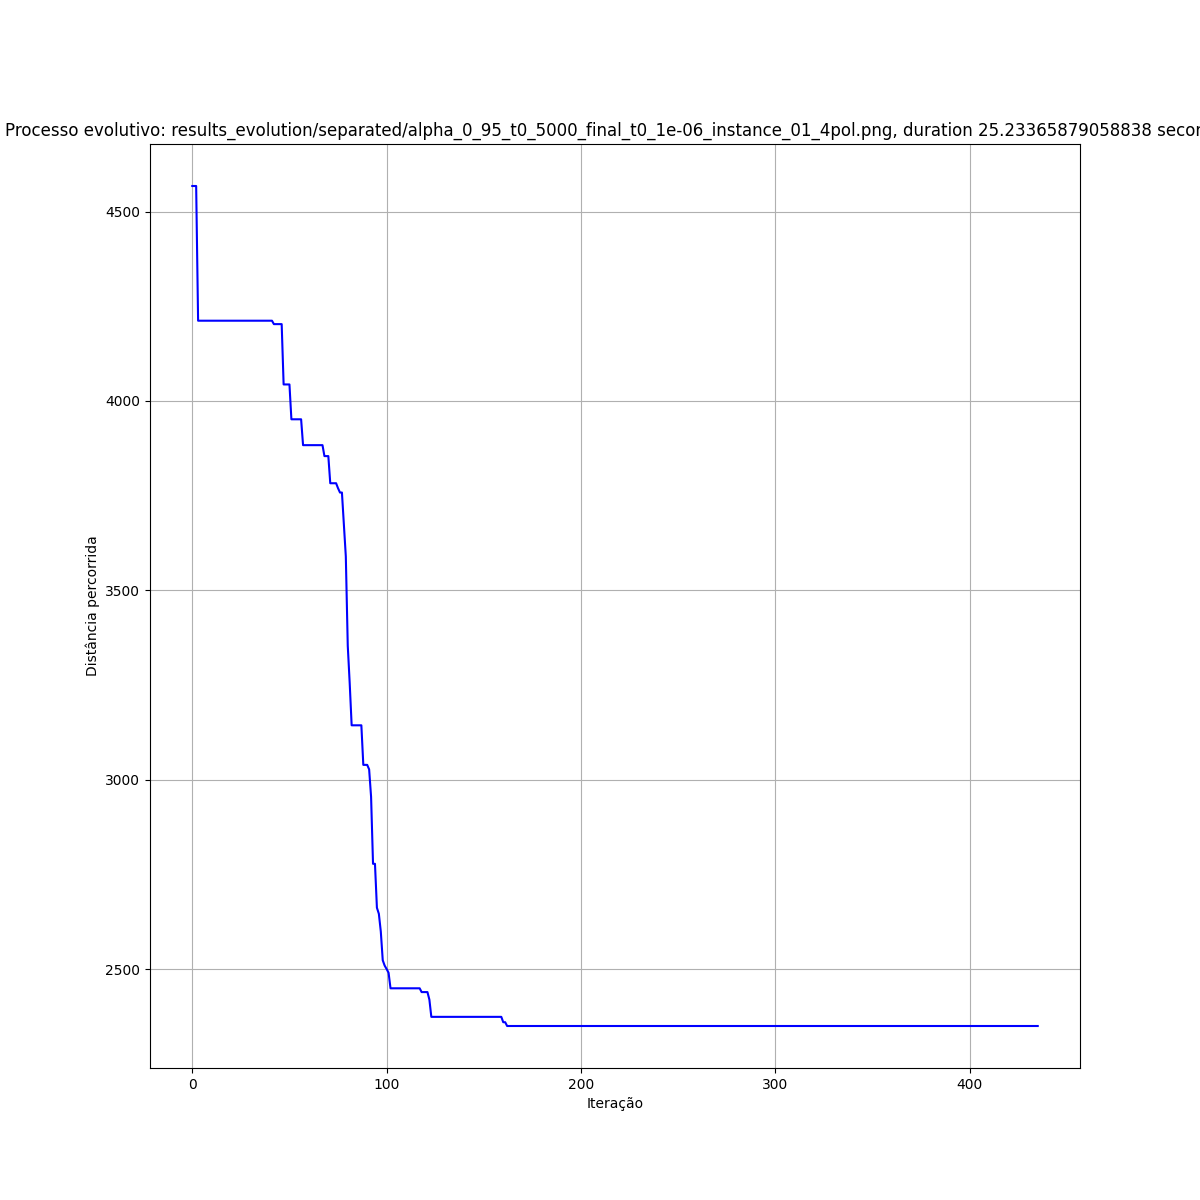 Processo evolutivo: results_evolution/separated/alpha_0_95_t0_5000_final_t0_1e-06_instance_01_4pol.png, duration 25.23365879058838
4500
4000
3500
3000
2500
Distância percorrida
0 100 200 300 400
Iteração